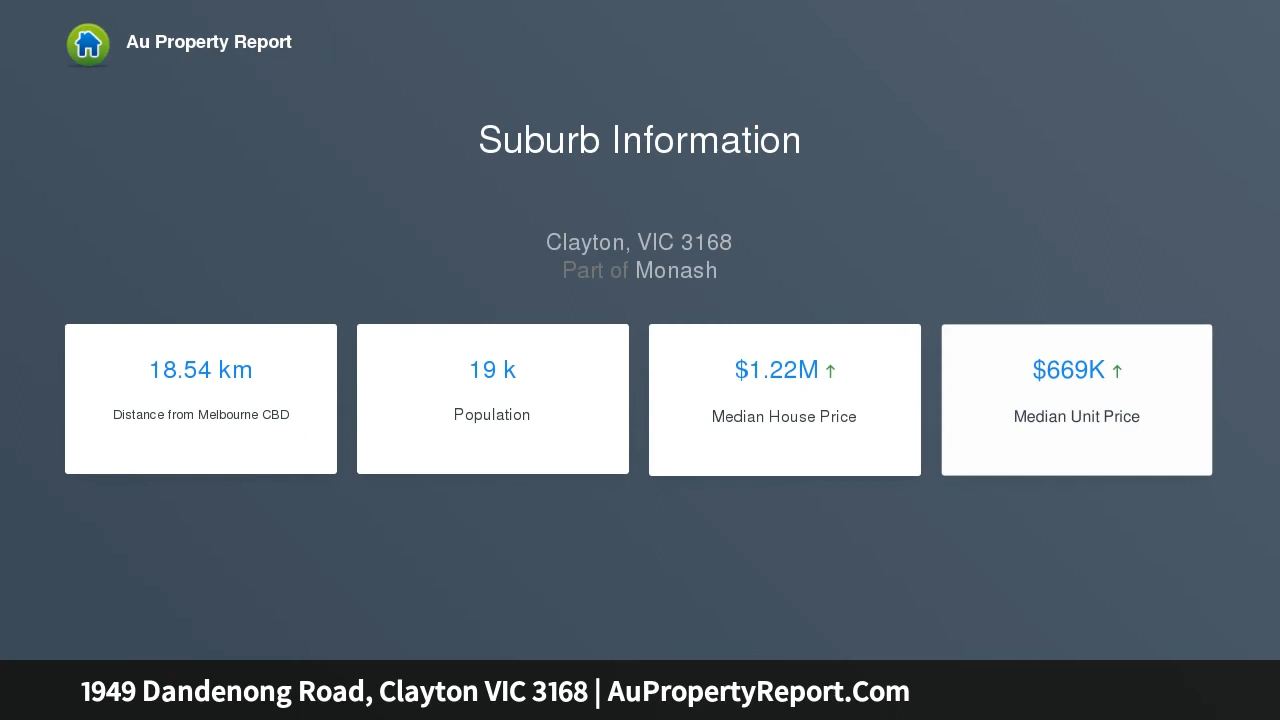 Au Property Report
Suburb Information
Clayton, VIC 3168
Part of Monash
18.54 km
Distance from Melbourne CBD
19 k
Population
$1.22M ↑
Median House Price
$669K ↑
Median Unit Price
1949 Dandenong Road, Clayton VIC 3168 | AuPropertyReport.Com